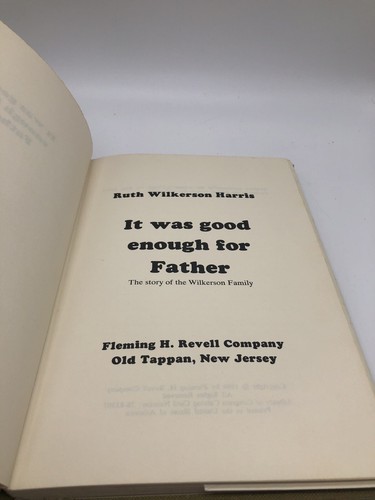 Ruth Wilkerson Harris
It was good
enough for
Father
The story of the Wilkerson Family
Fleming H. Revell Company
Old Tappan, New Jersey